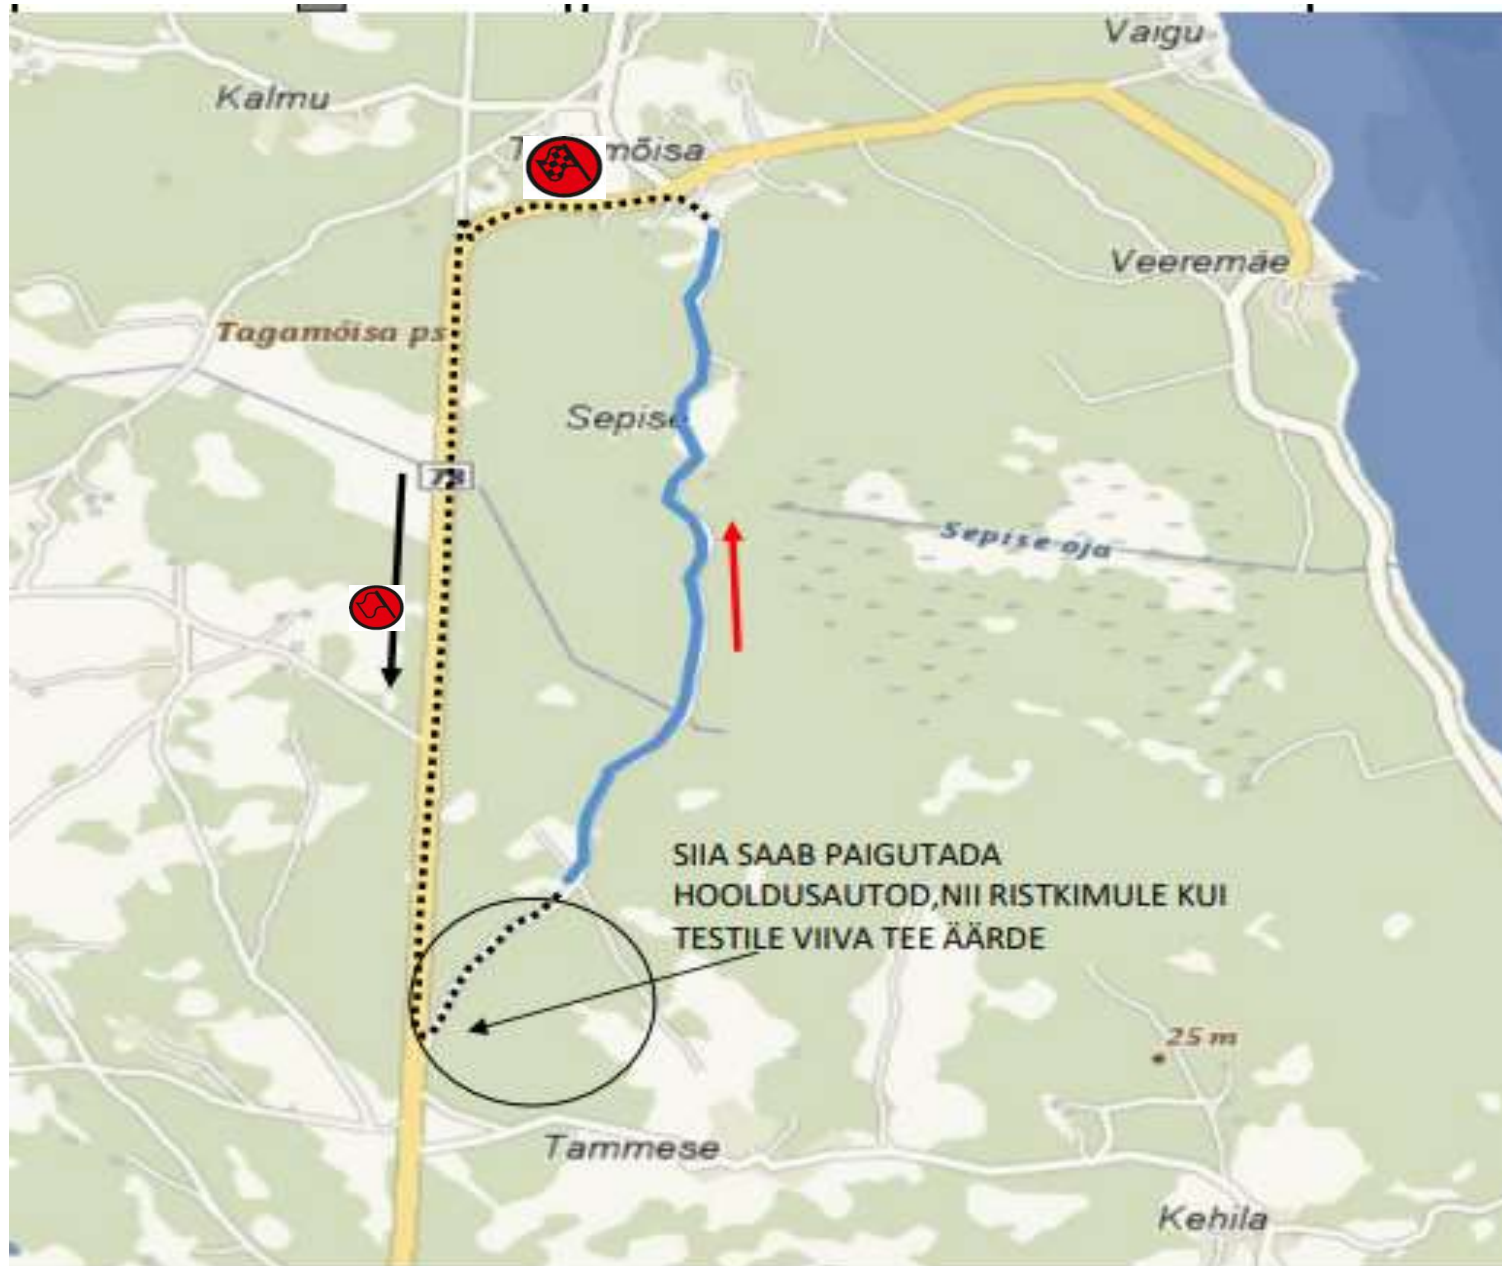 Vaigu
Kalmu
mõisa
Veeremäe
Tagamõisa ps
Sepise
78
Sepise oja
SIIA SAAB PAIGUTADA
HOOLDUSAUTOD,NII RISTKIMULE KUI
TESTILE VIIVA TEE ÄÄRDE
25 m
Tammese
Kehila